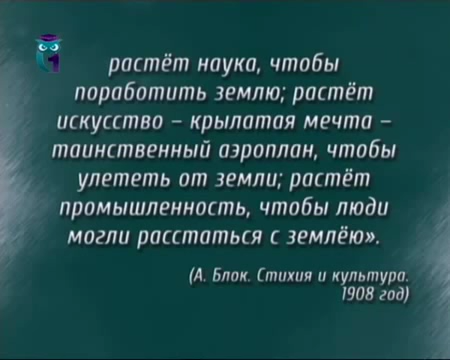 1
растёт наука, чтобы
поработить землю; растёт
искусство – крылатая мечта –
таинственный аэроплан, чтобы
улететь от земли; растёт
промышленность, чтобы люди
могли расстаться с землёю».
(А. Блок. Стихия и культура.
1908 год)